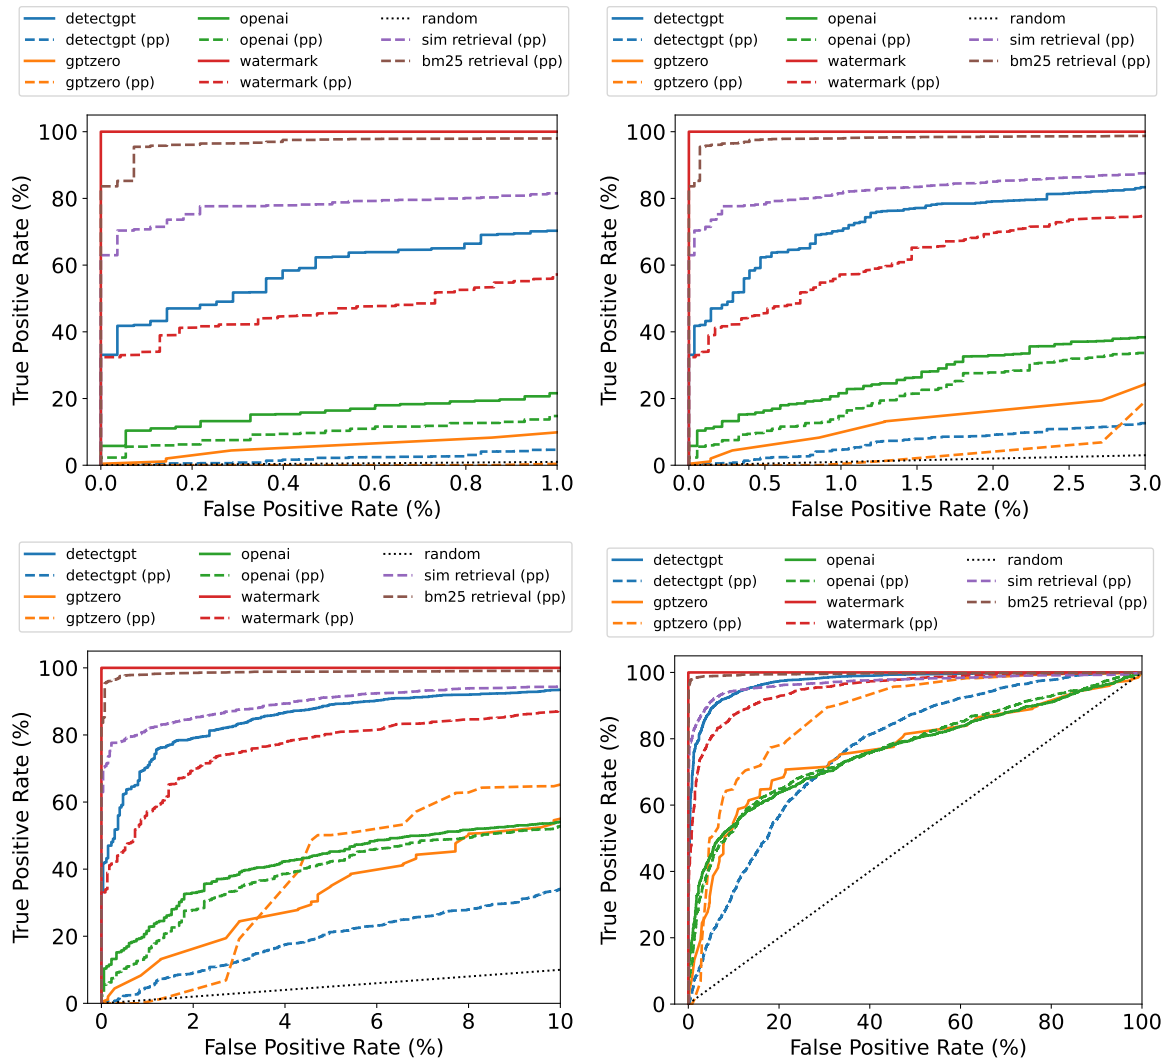 detectgpt openai random
detectgpt (pp) openai (pp) sim retrieval (pp)
gptzero watermark bm25 retrieval (pp)
gptzero (pp) watermark (pp)
100
80
60
40
20
0
True Positive Rate (%)
0.0 0.2 0.4 0.6 0.8 1.0
False Positive Rate (%)
detectgpt openai random
detectgpt (pp) openai (pp) sim retrieval (pp)
gptzero watermark bm25 retrieval (pp)
gptzero (pp) watermark (pp)
100
80
60
40
20
0
True Positive Rate (%)
0.0 0.5 1.0 1.5 2.0 2.5 3.0
False Positive Rate (%)
detectgpt openai random
detectgpt (pp) openai (pp) sim retrieval (pp)
gptzero watermark bm25 retrieval (pp)
gptzero (pp) watermark (pp)
100
80
60
40
20
0
True Positive Rate (%)
0 2 4 6 8 10
False Positive Rate (%)
detectgpt openai random
detectgpt (pp) openai (pp) sim retrieval (pp)
gptzero watermark bm25 retrieval (pp)
gptzero (pp) watermark (pp)
100
80
60
40
20
0
True Positive Rate (%)
0 20 40 60 80 100
False Positive Rate (%)